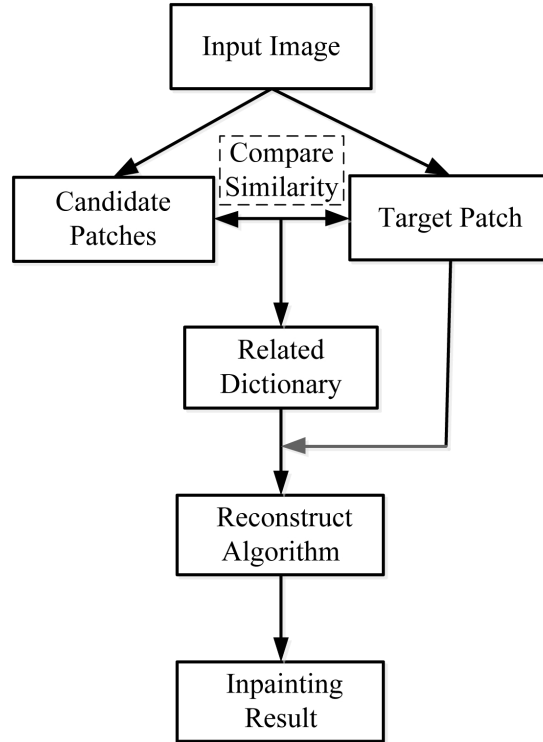 Input Image
Compare
Similarity
Candidate
Patches
Target Patch
Related
Dictionary
Reconstruct
Algorithm
Inpainting
Result